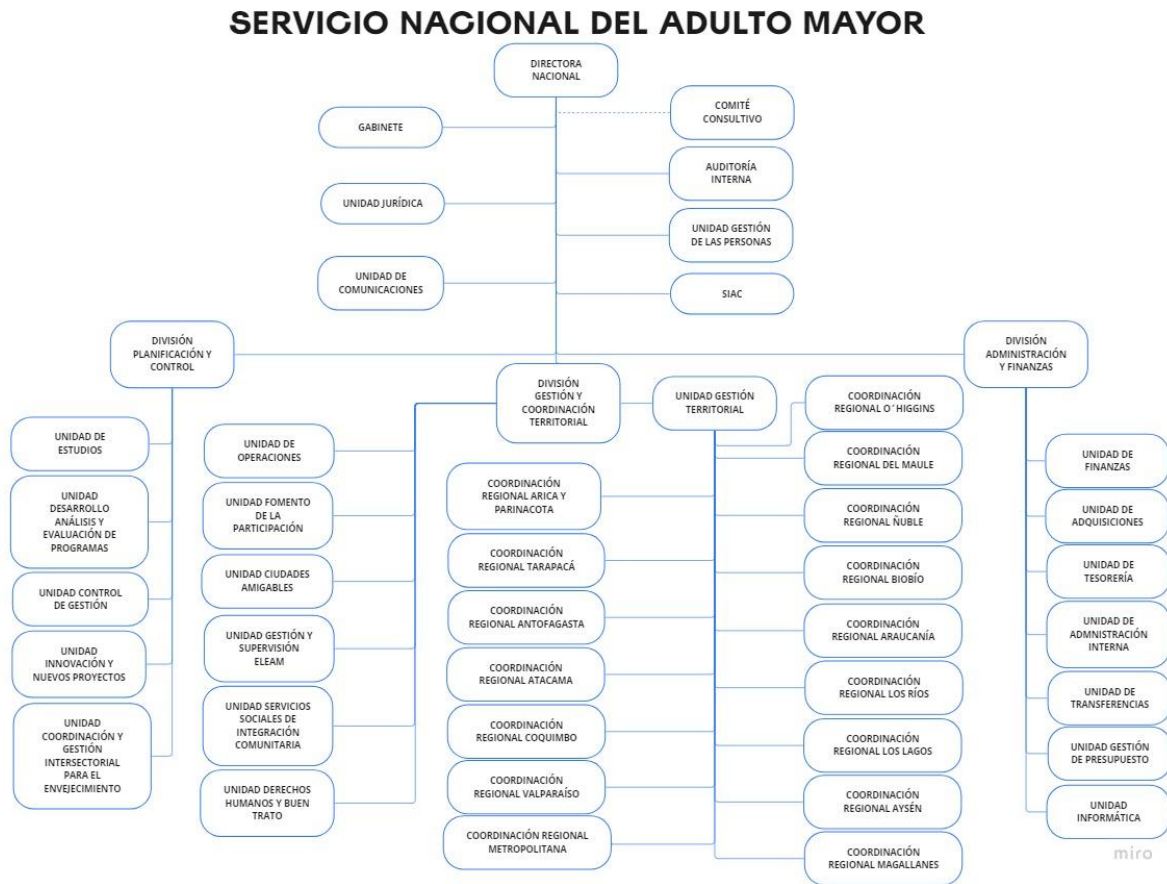 SERVICIO NACIONAL DEL ADULTO MAYOR
DIRECTORA
NACIONAL
GABINETE
COMITÉ
CONSULTIVO
AUDITORÍA
INTERNA
UNIDAD JURÍDICA
UNIDAD GESTIÓN
DE LAS PERSONAS
UNIDAD DE
COMUNICACIONES
SIAC
DIVISIÓN
PLANIFICACIÓN Y
CONTROL
DIVISIÓN
GESTIÓN Y
COORDINACIÓN
TERRITORIAL
UNIDAD GESTIÓN
TERRITORIAL
DIVISIÓN
ADMINISTRACIÓN
Y FINANZAS
UNIDAD DE
ESTUDIOS
UNIDAD
DESARROLLO
ANÁLISIS Y
EVALUACIÓN DE
PROGRAMAS
UNIDAD CONTROL
DE GESTIÓN
UNIDAD
INNOVACIÓN Y
NUEVOS PROYECTOS
UNIDAD
COORDINACIÓN Y
GESTIÓN
INTERSECTORIAL
PARA EL
ENVEJECIMIENTO
UNIDAD DE
OPERACIONES
UNIDAD FOMENTO
DE LA
PARTICIPACIÓN
UNIDAD CIUDADES
AMIGABLES
UNIDAD GESTIÓN Y
SUPERVISIÓN
ELEAM
UNIDAD SERVICIOS
SOCIALES DE
INTEGRACIÓN
COMUNITARIA
UNIDAD DERECHOS
HUMANOS Y BUEN
TRATO
COORDINACIÓN
REGIONAL ARICA Y
PARINACOTA
COORDINACIÓN
REGIONAL TARAPACÁ
COORDINACIÓN
REGIONAL ANTOFAGASTA
COORDINACIÓN
REGIONAL ATACAMA
COORDINACIÓN
REGIONAL COQUIMBO
COORDINACIÓN
REGIONAL VALPARAÍSO
COORDINACIÓN REGIONAL
METROPOLITANA
COORDINACIÓN
REGIONAL O´HIGGINS
COORDINACIÓN
REGIONAL DEL MAULE
COORDINACIÓN
REGIONAL ÑUBLE
COORDINACIÓN
REGIONAL BIOBÍO
COORDINACIÓN
REGIONAL ARAUCANÍA
COORDINACIÓN
REGIONAL LOS RÍOS
COORDINACIÓN
REGIONAL LOS LAGOS
COORDINACIÓN
REGIONAL AYSÉN
COORDINACIÓN
REGIONAL MAGALLANES
UNIDAD DE
FINANZAS
UNIDAD DE
ADQUISICIONES
UNIDAD DE
TESORERÍA
UNIDAD DE
ADMNISTRACIÓN
INTERNA
UNIDAD DE
TRANSFERENCIAS
UNIDAD GESTIÓN
DE PRESUPUESTO
UNIDAD
INFORMÁTICA
miro